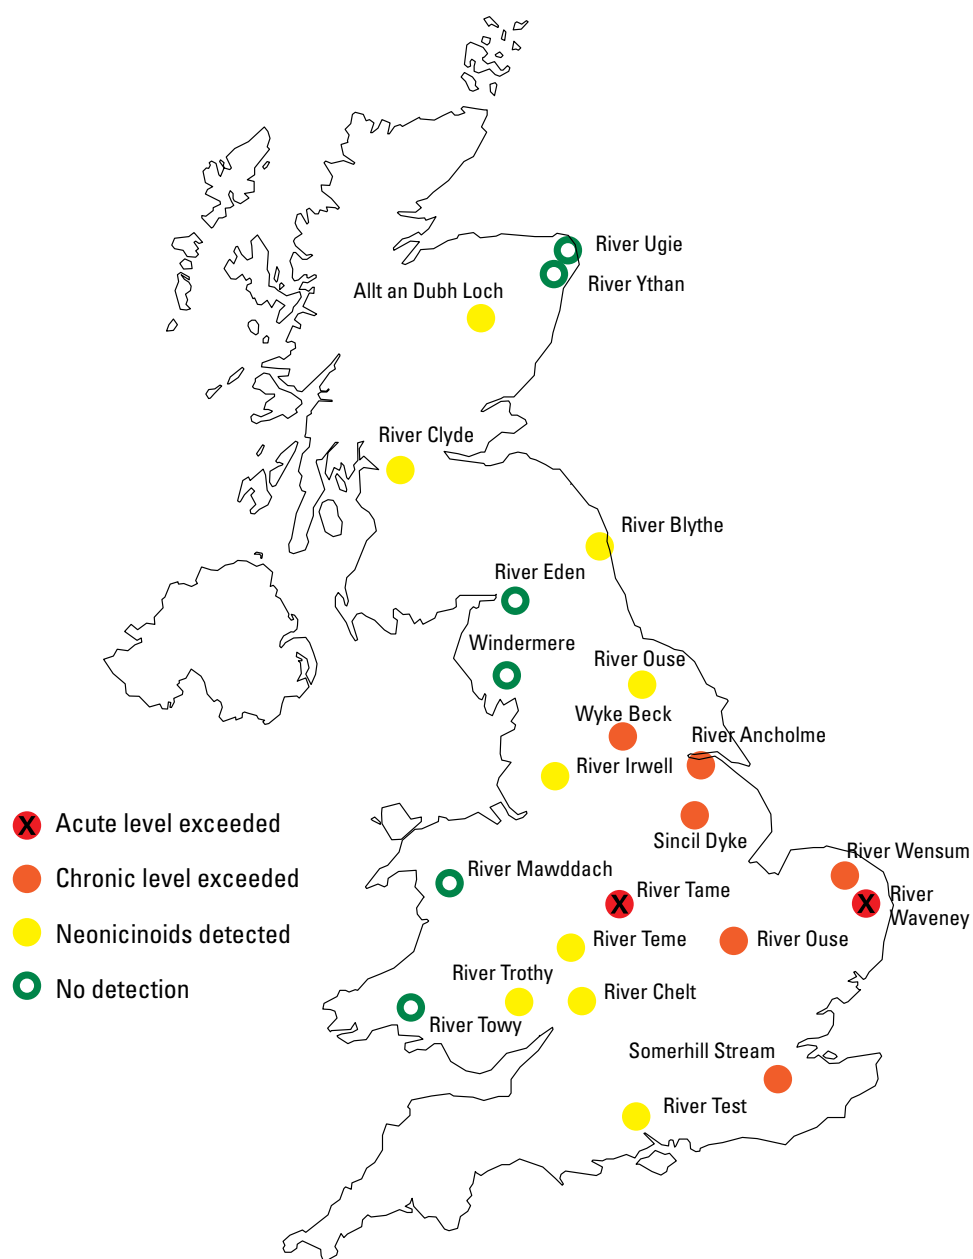 River Ugie
River Ythan
Allt an Dubh Loch
River Clyde
River Blythe
River Eden
Windermere
River Ouse
Wyke Beck
River Ancholme
River Irwell
Sincil Dyke
River Wensum
River Mawddach
River Tame
River
Waveney
River Teme
River Ouse
River Trothy
River Chelt
River Towy
Somerhill Stream
River Test
X
X
X Acute level exceeded
Chronic level exceeded
Neonicinoids detected
No detection